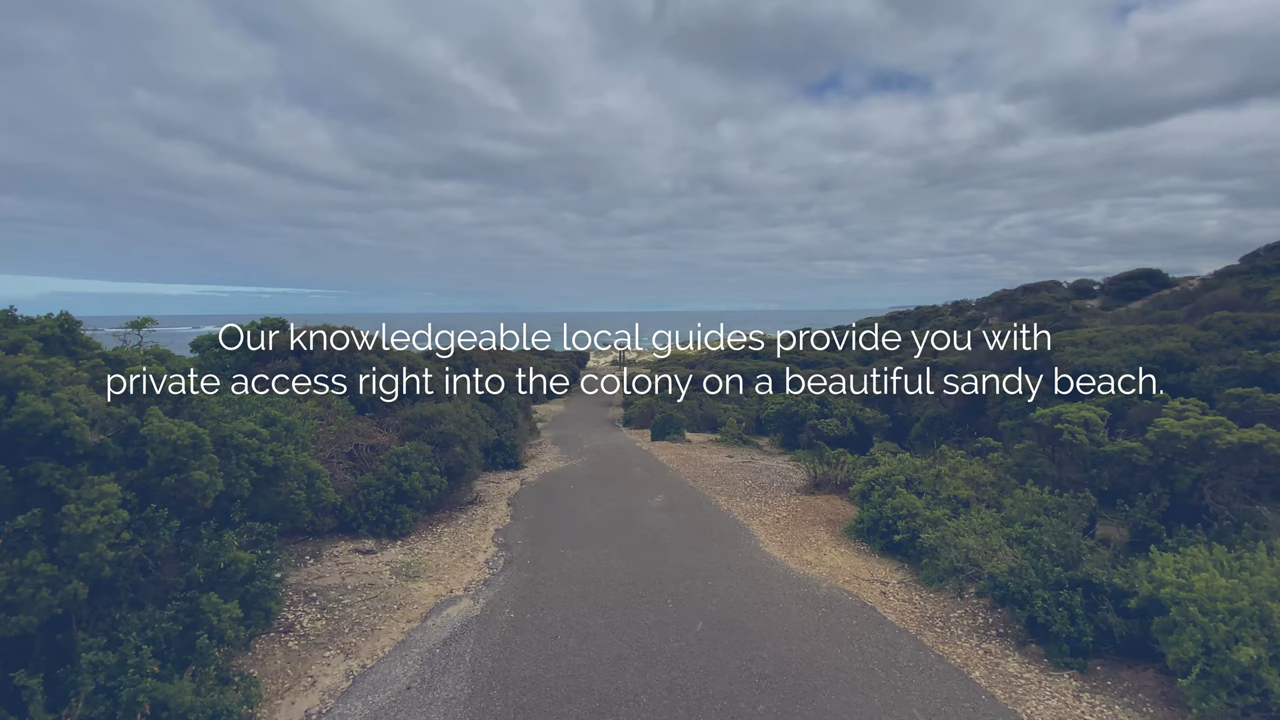 Our knowledgeable local guides provide you with
private access right into the colony on a beautiful sandy beach.